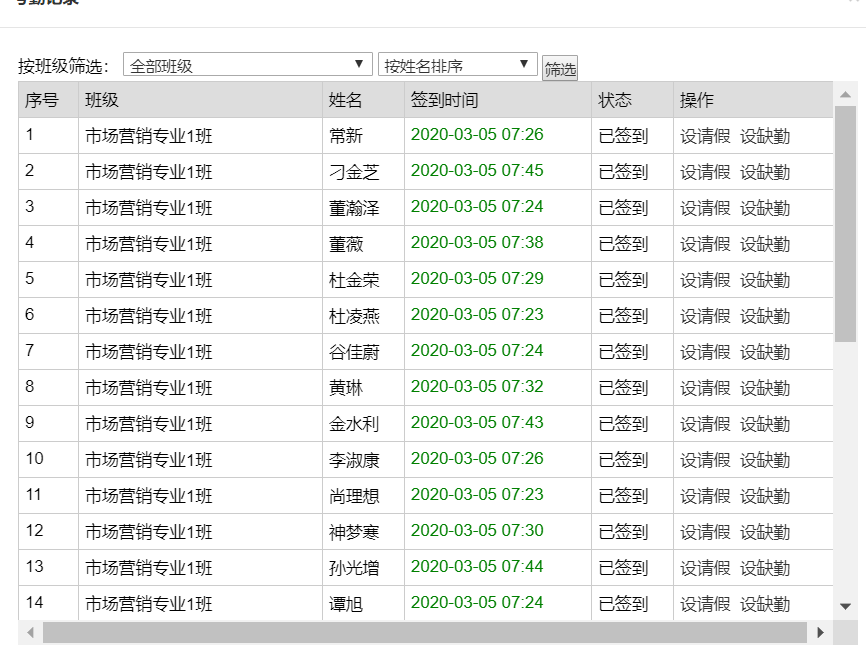 考勤记录
按班级筛选： 全部班级 按姓名排序 筛选
序号 班级 姓名 签到时间 状态 操作
1 市场营销专业1班 常新 2020-03-05 07:26 已签到 设请假 设缺勤
2 市场营销专业1班 刁金芝 2020-03-05 07:45 已签到 设请假 设缺勤
3 市场营销专业1班 董瀚泽 2020-03-05 07:24 已签到 设请假 设缺勤
4 市场营销专业1班 董薇 2020-03-05 07:38 已签到 设请假 设缺勤
5 市场营销专业1班 杜金荣 2020-03-05 07:29 已签到 设请假 设缺勤
6 市场营销专业1班 杜凌燕 2020-03-05 07:23 已签到 设请假 设缺勤
7 市场营销专业1班 谷佳蔚 2020-03-05 07:24 已签到 设请假 设缺勤
8 市场营销专业1班 黄琳 2020-03-05 07:32 已签到 设请假 设缺勤
9 市场营销专业1班 金水利 2020-03-05 07:43 已签到 设请假 设缺勤
10 市场营销专业1班 李淑康 2020-03-05 07:26 已签到 设请假 设缺勤
11 市场营销专业1班 尚理想 2020-03-05 07:23 已签到 设请假 设缺勤
12 市场营销专业1班 神梦寒 2020-03-05 07:30 已签到 设请假 设缺勤
13 市场营销专业1班 孙光增 2020-03-05 07:44 已签到 设请假 设缺勤
14 市场营销专业1班 谭旭 2020-03-05 07:24 已签到 设请假 设缺勤